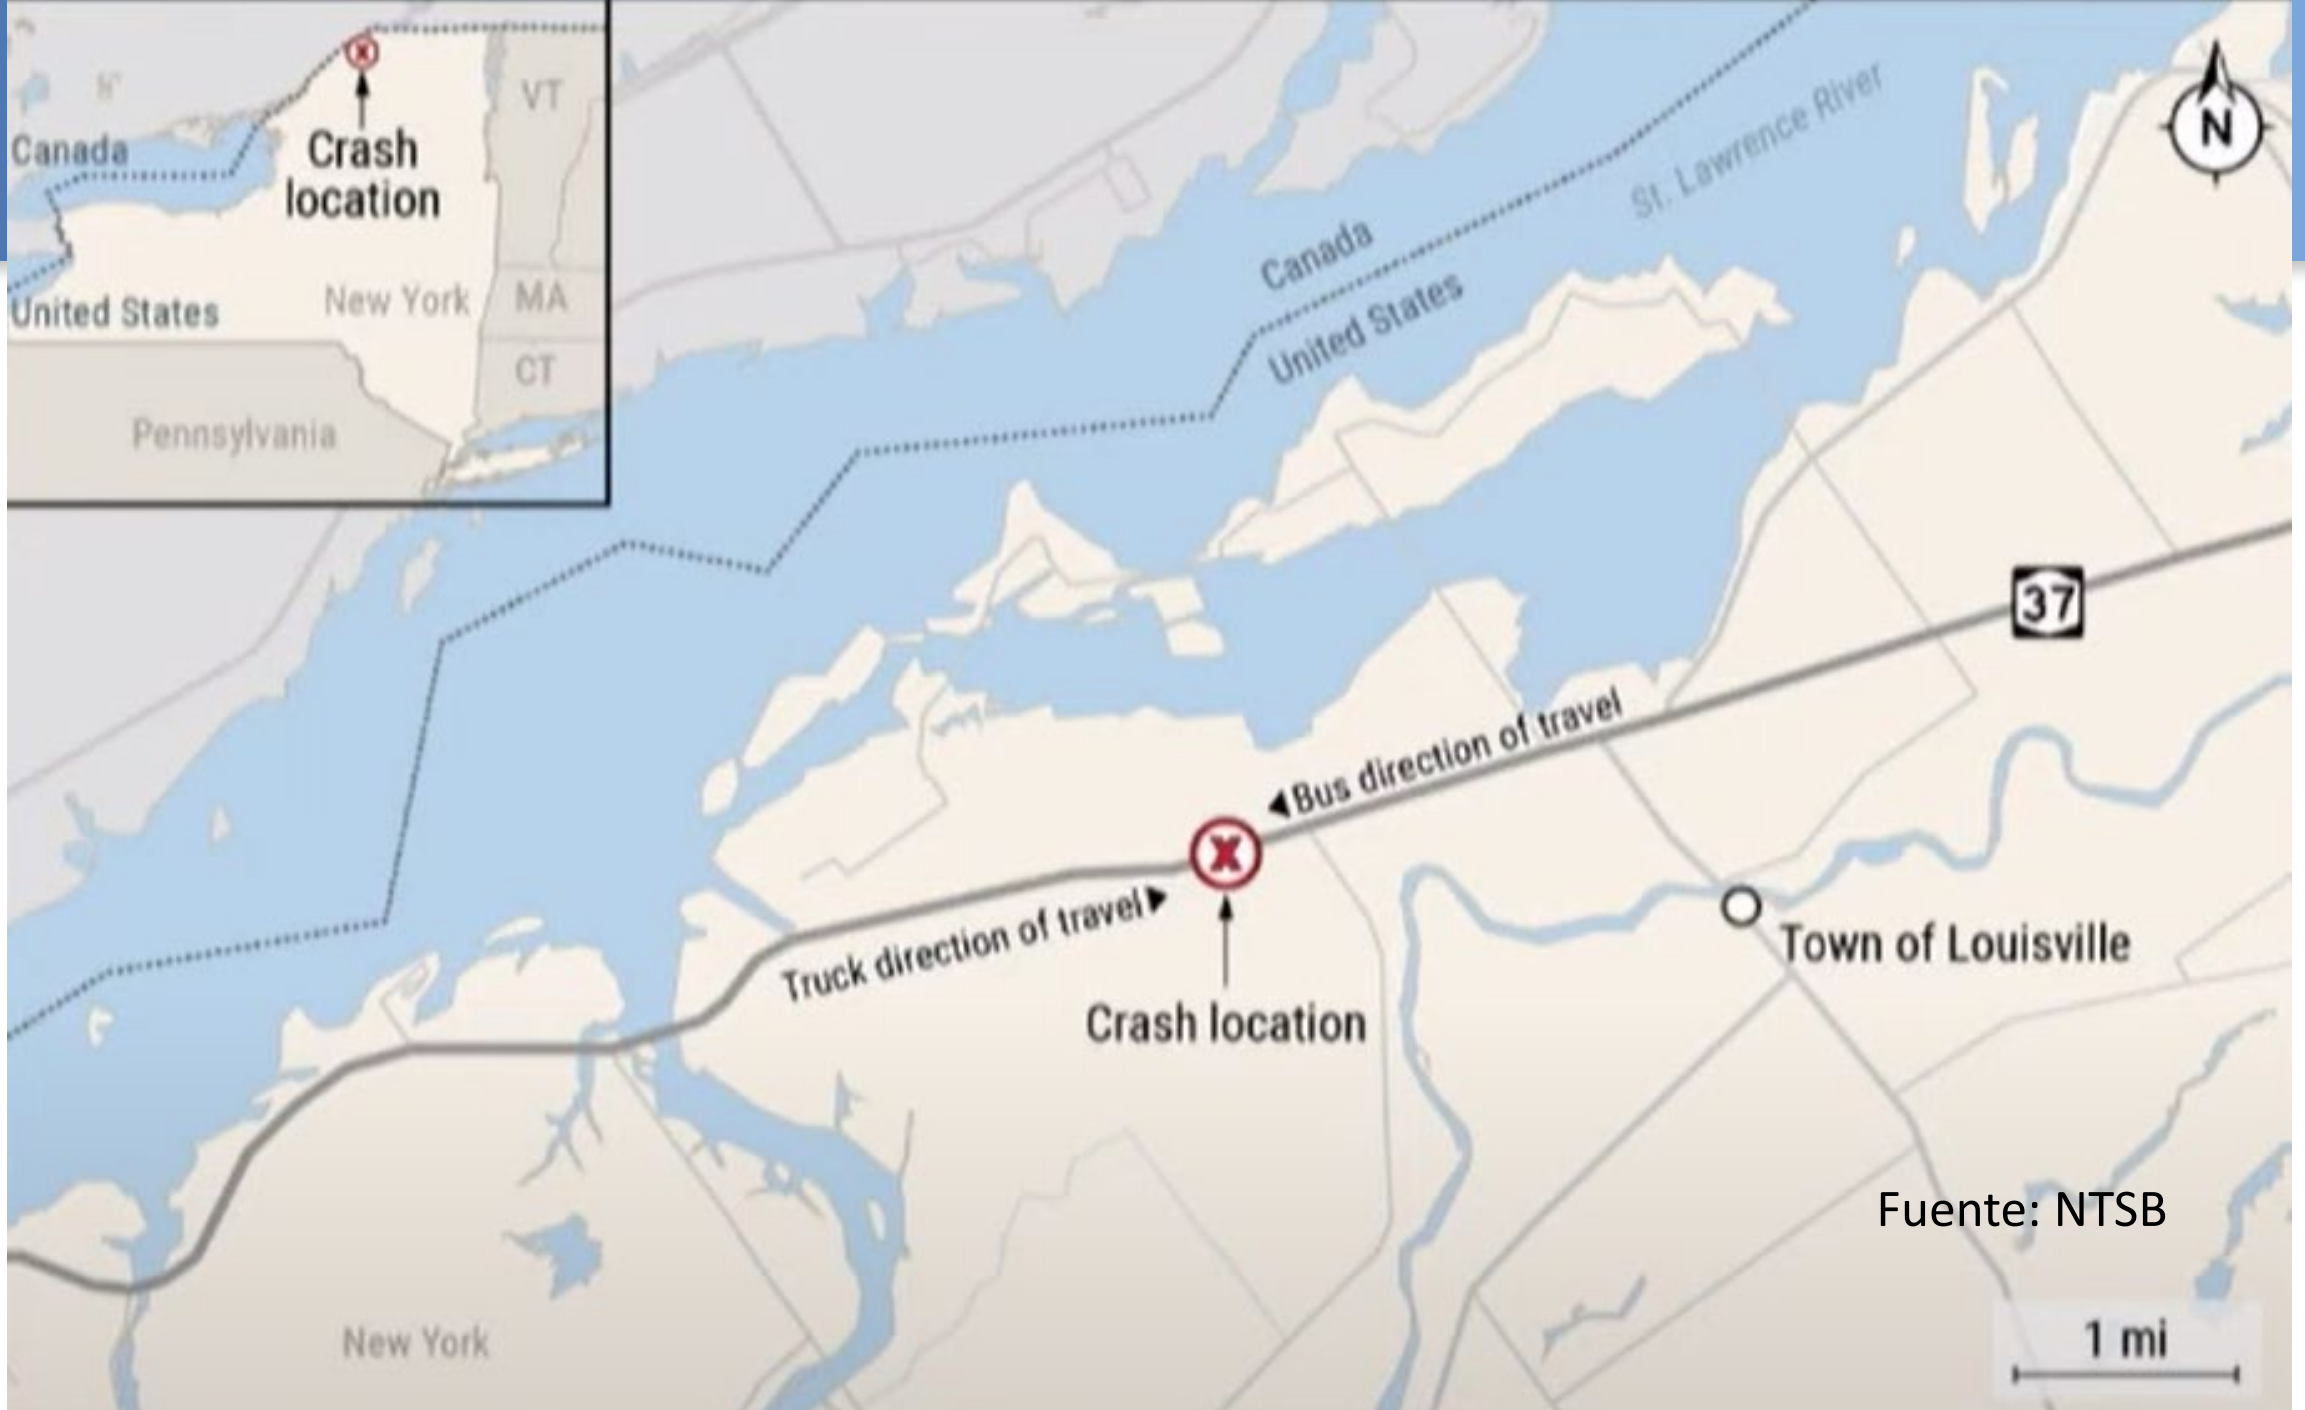 VT
Canada
Crash
location
New York
MA
United States
CT
Pennsylvania
N
St. Lawrence River
Canada
United States
37
◀Bus direction of travel
X
Truck direction of travel▶
Town of Louisville
Crash location
Fuente: NTSB
New York
1 mi